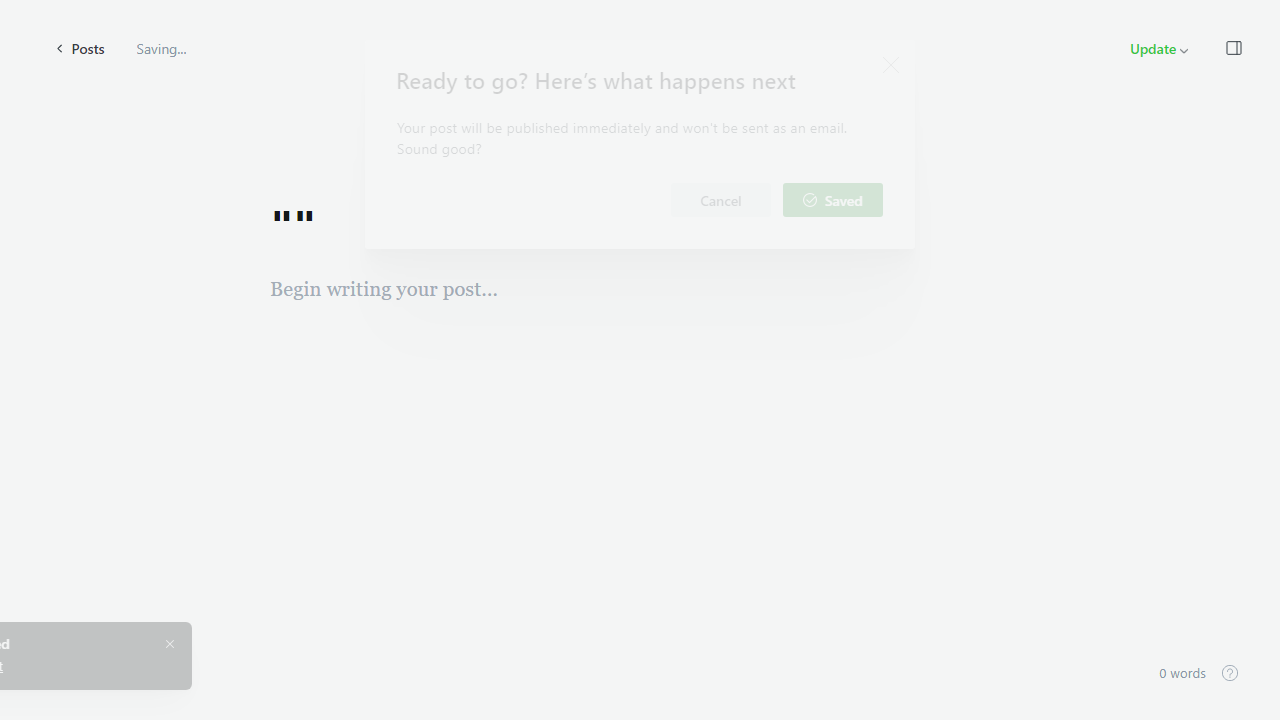 Posts
Saving...
Update
Ready to go? Here's what happens next
Your post will be published immediately and won't be sent as an email.
Sound good?
Cancel
Saved
""
Begin writing your post...
ed
t
0 words